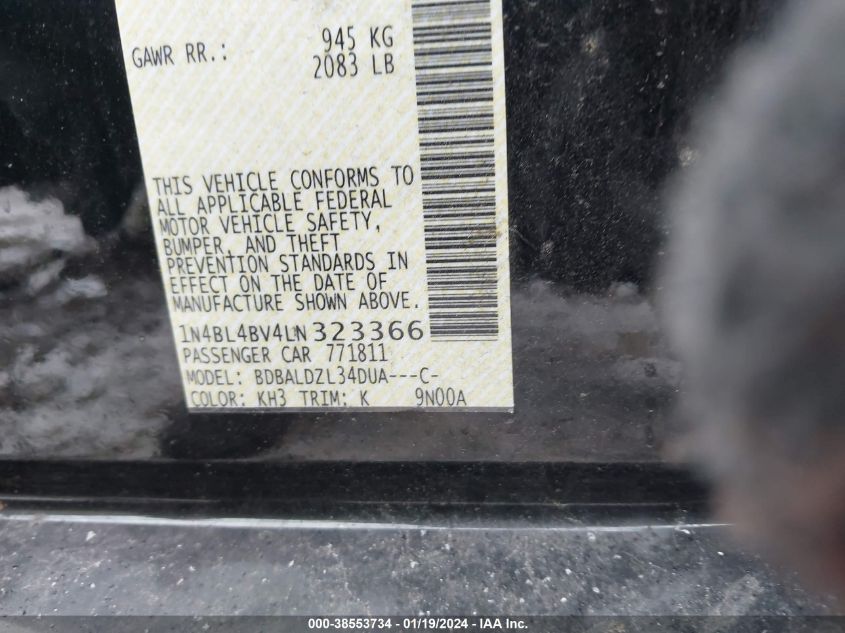 GAWR RR.: 945 KG
2083 LB
THIS VEHICLE CONFORMS TO
ALL APPLICABLE FEDERAL
MOTOR VEHICLE SAFETY,
BUMPER, AND THEFT
PREVENTION STANDARDS IN
EFFECT ON THE DATE OF
MANUFACTURE SHOWN ABOVE.
1N4BL4BV4LN323366
PASSENGER CAR 771811
MODEL: BDBALDZL34DUA---C-
COLOR: KH3 TRIM: K 9N00A
000-38553734 - 01/19/2024 - IAA Inc.